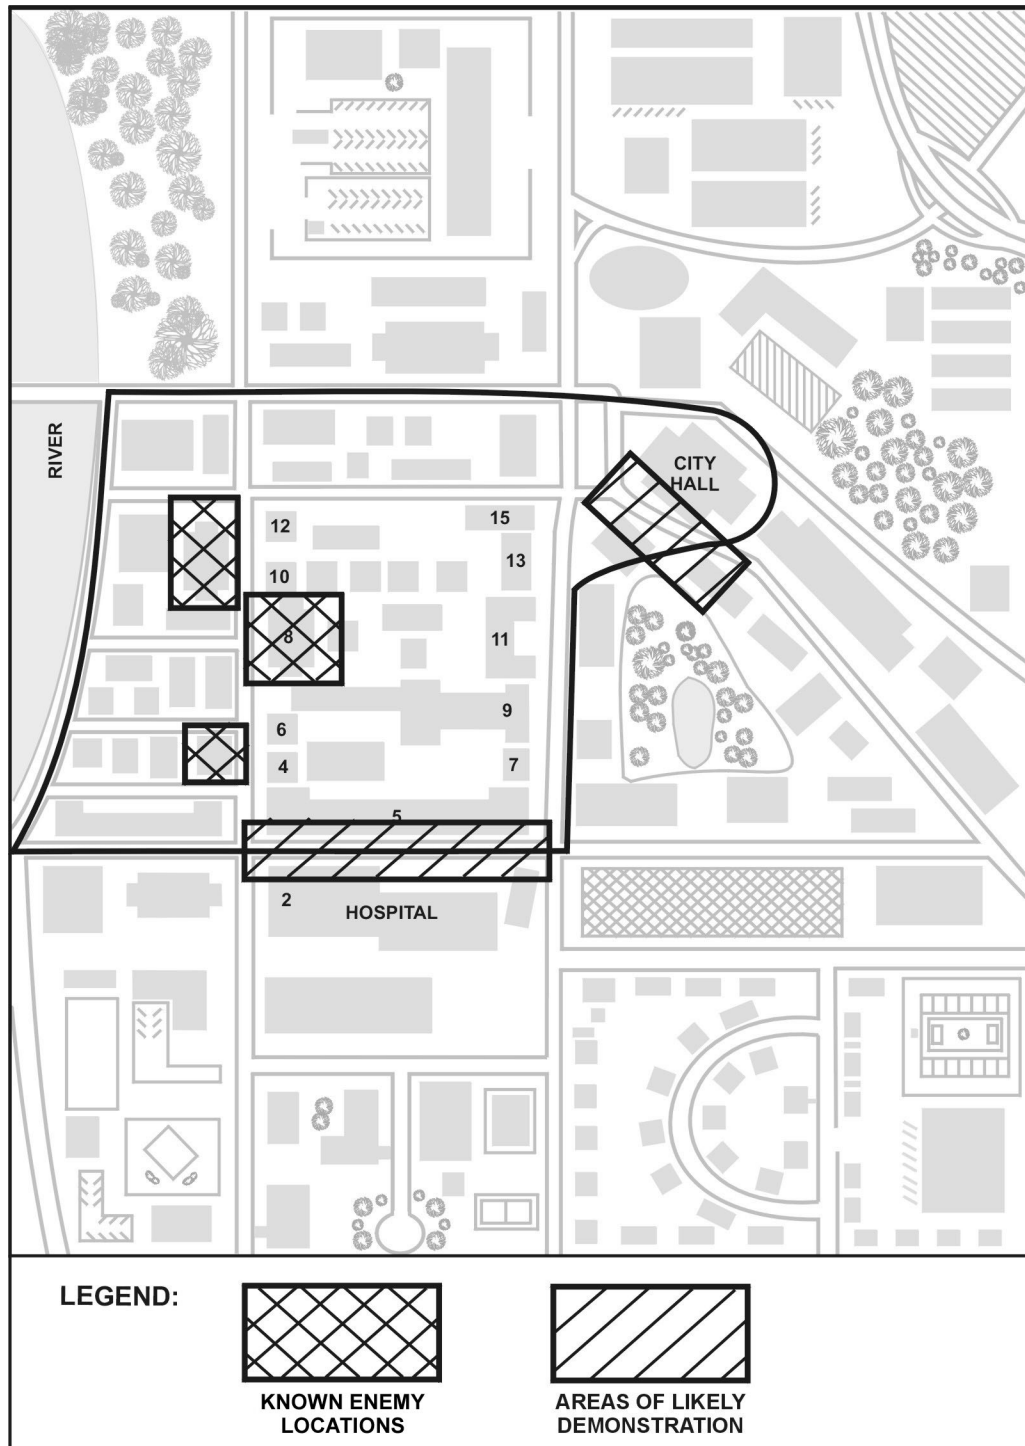 RIVER
CITY
HALL
12
15
10
13
8
11
9
6
4
7
5
2
HOSPITAL
LEGEND:
KNOWN ENEMY
LOCATIONS
AREAS OF LIKELY
DEMONSTRATION